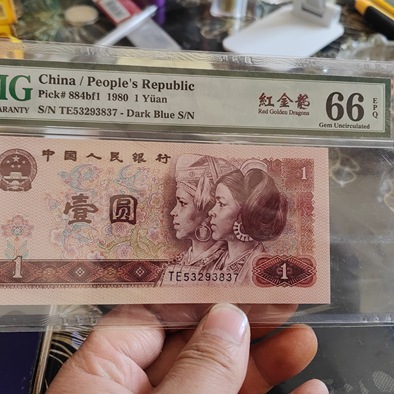 MG
ARANTY
China / People's Republic
Pick# 884bf1 1980 1 Yüan
S/N TE53293837 - Dark Blue S/N
紅金龍
Red Golden Dragons
66
EPQ
Gem Uncirculated
中国人民银行
1
壹圆
1
TE53293837
1